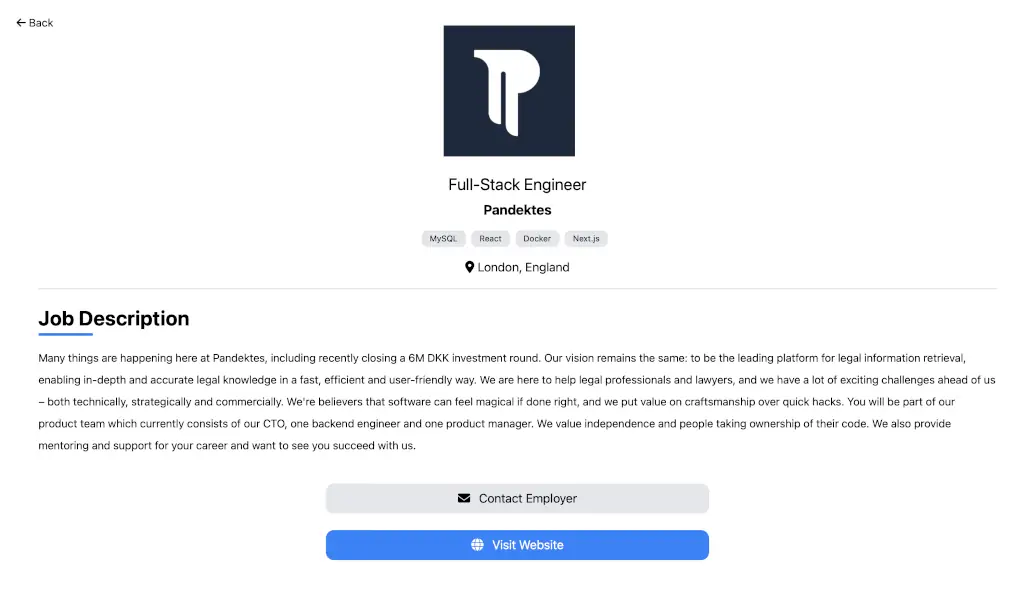 Back
Full-Stack Engineer
Pandektes
MySQL React Docker Next.js
London, England
Job Description
Many things are happening here at Pandektes, including recently closing a 6M DKK investment round. Our vision remains the same: to be the leading platform for legal information retrieval,
enabling in-depth and accurate legal knowledge in a fast, efficient and user-friendly way. We are here to help legal professionals and lawyers, and we have a lot of exciting challenges ahead of us
– both technically, strategically and commercially. We're believers that software can feel magical if done right, and we put value on craftsmanship over quick hacks. You will be part of our
product team which currently consists of our CTO, one backend engineer and one product manager. We value independence and people taking ownership of their code. We also provide
mentoring and support for your career and want to see you succeed with us.
Contact Employer
Visit Website